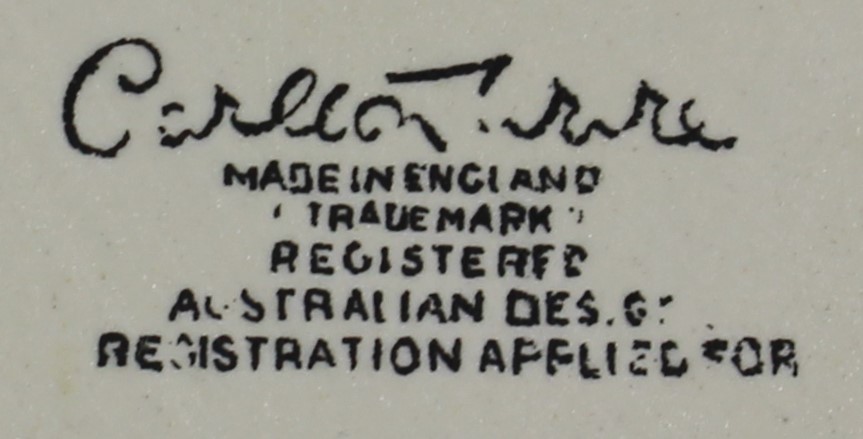 Carlton Ware
MADE IN ENGLAND
"TRADE MARK"
REGISTERED
AUSTRALIAN DESIGN
REGISTRATION APPLIED FOR